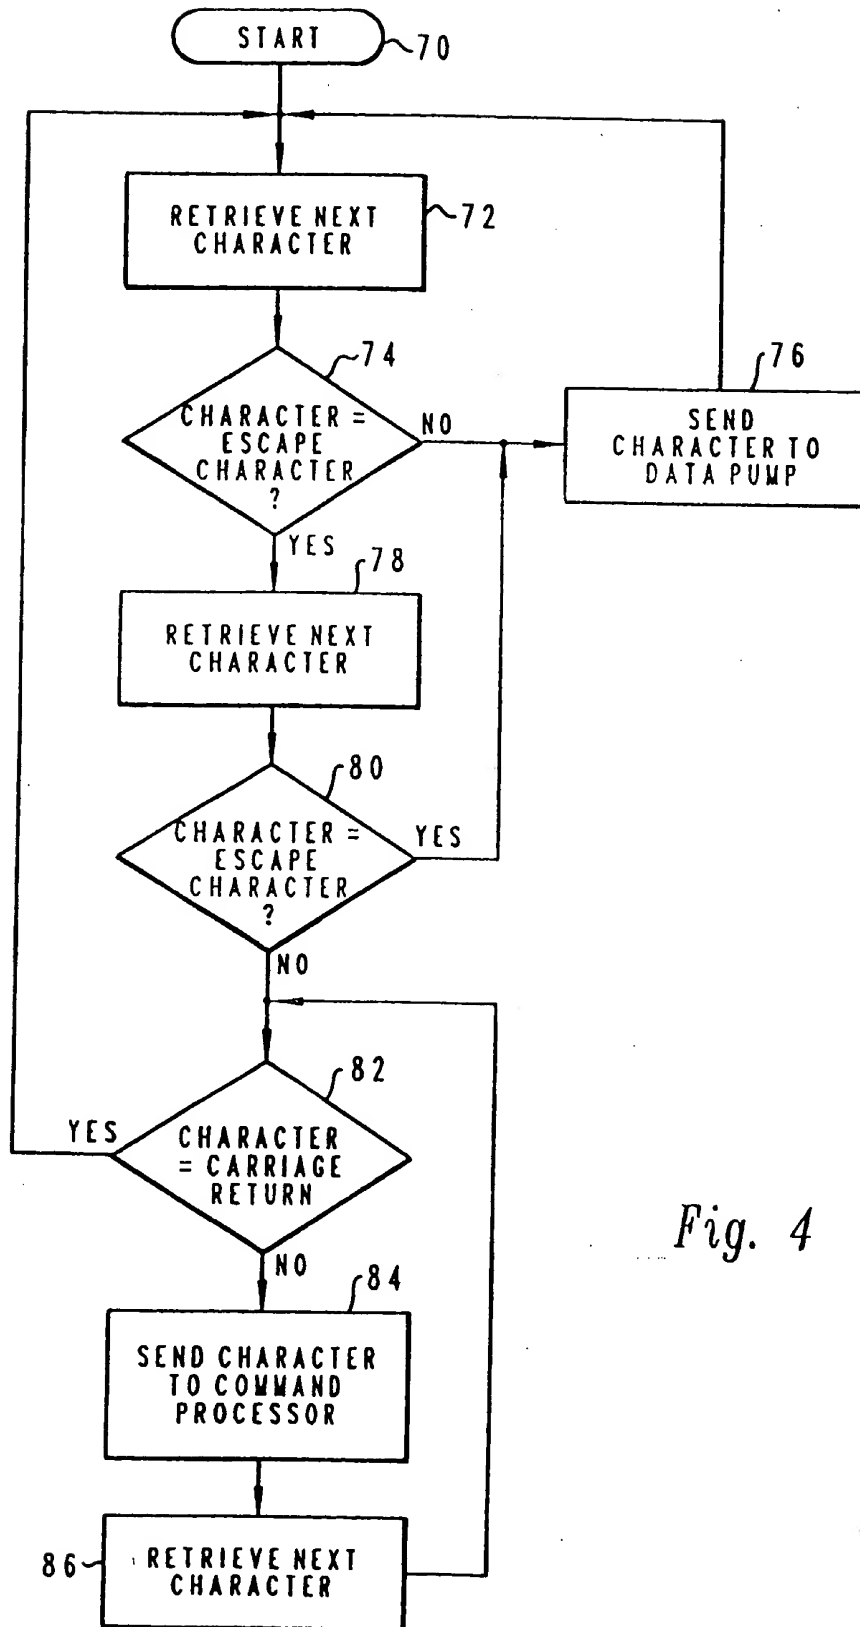 START
70
RETRIEVE NEXT
CHARACTER
72
74
CHARACTER =
ESCAPE
CHARACTER
?
NO
YES
76
SEND
CHARACTER TO
DATA PUMP
78
RETRIEVE NEXT
CHARACTER
80
CHARACTER =
ESCAPE
CHARACTER
?
YES
NO
82
YES
CHARACTER
= CARRIAGE
RETURN
NO
84
SEND CHARACTER
TO COMMAND
PROCESSOR
86
RETRIEVE NEXT
CHARACTER
Fig. 4